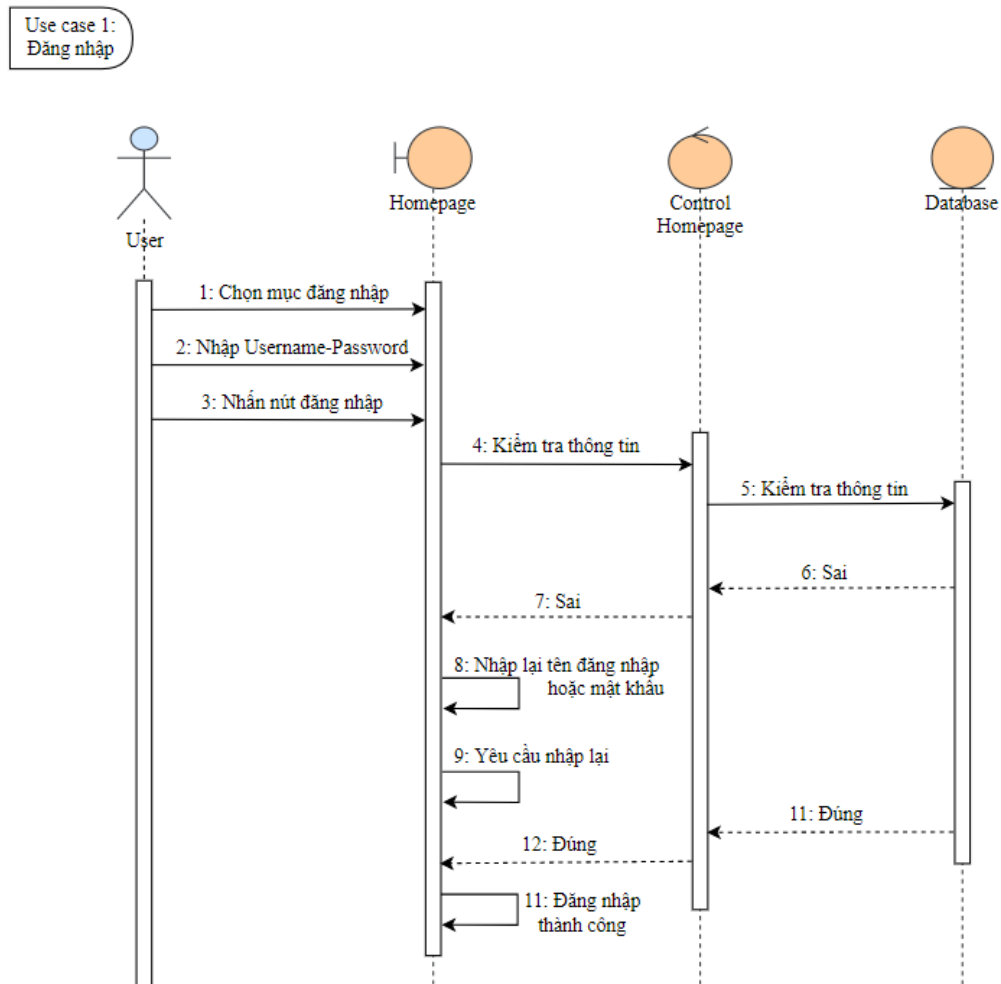 Use case 1:
Đăng nhập
User
Homepage
Control
Homepage
Database
1: Chọn mục đăng nhập
2: Nhập Username-Password
3: Nhấn nút đăng nhập
4: Kiểm tra thông tin
5: Kiểm tra thông tin
6: Sai
7: Sai
8: Nhập lại tên đăng nhập
hoặc mật khẩu
9: Yêu cầu nhập lại
11: Đúng
12: Đúng
11: Đăng nhập
thành công